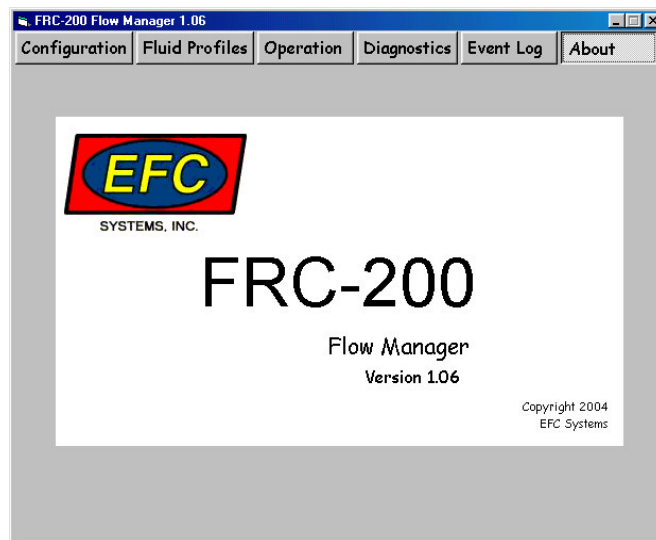 FRC-200 Flow Manager 1.06
Configuration Fluid Profiles Operation Diagnostics Event Log About
EFC
SYSTEMS, INC.
FRC-200
Flow Manager
Version 1.06
Copyright 2004
EFC Systems